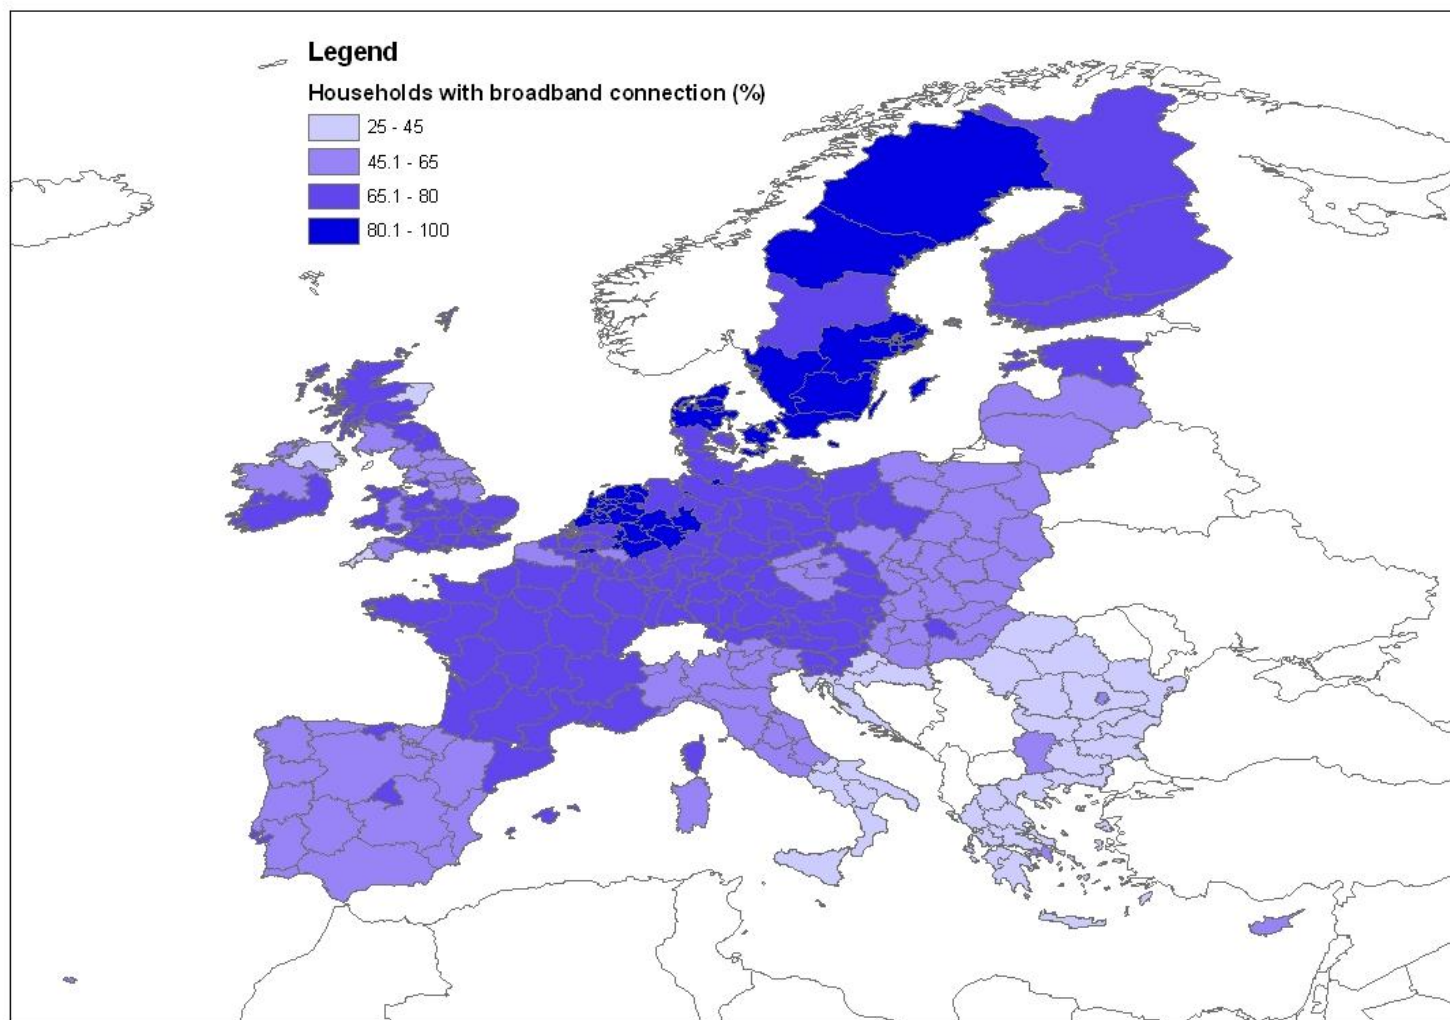 Legend
Households with broadband connection (%)
25 - 45
45.1 - 65
65.1 - 80
80.1 - 100